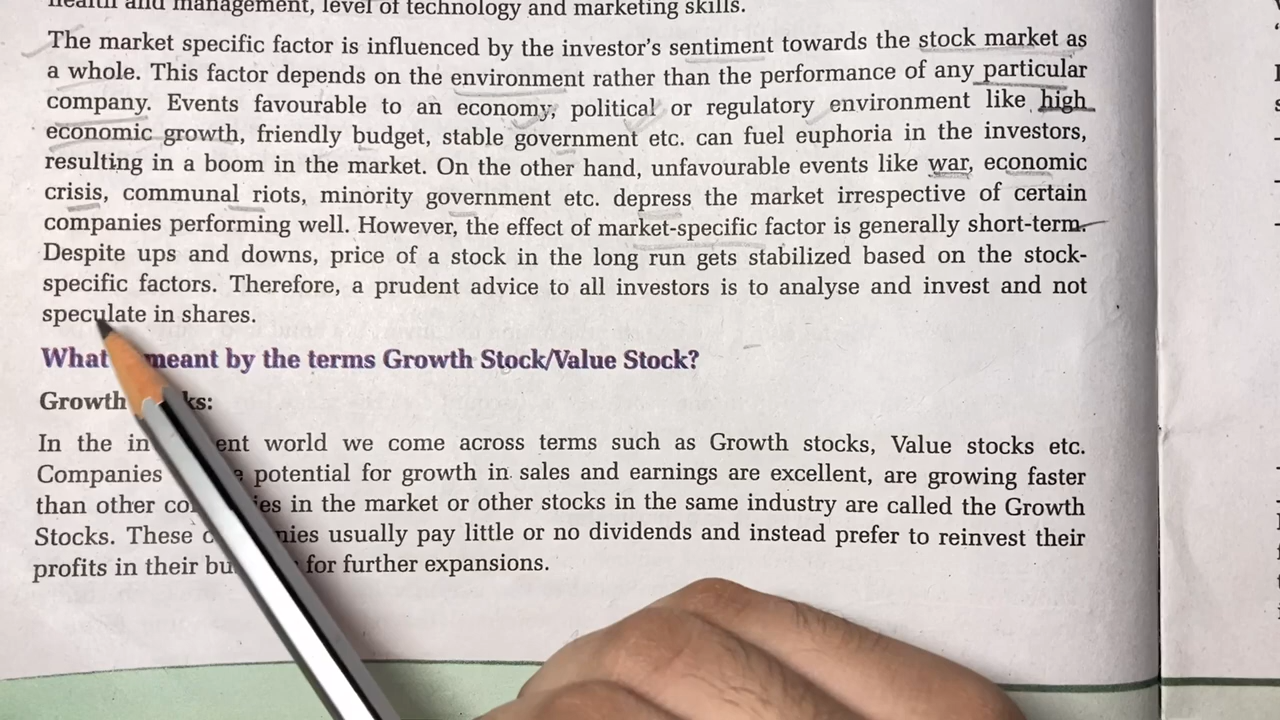 health and management, level of technology and marketing skills.
The market specific factor is influenced by the investor's sentiment towards the stock market as
a whole. This factor depends on the environment rather than the performance of any particular
company. Events favourable to an economy, political or regulatory environment like high
economic growth, friendly budget, stable government etc. can fuel euphoria in the investors,
resulting in a boom in the market. On the other hand, unfavourable events like war, economic
crisis, communal riots, minority government etc. depress the market irrespective of certain
companies performing well. However, the effect of market-specific factor is generally short-term.
Despite ups and downs, price of a stock in the long run gets stabilized based on the stock-
specific factors. Therefore, a prudent advice to all investors is to analyse and invest and not
speculate in shares.
What meant by the terms Growth Stock/Value Stock?
Growth ks:
In the in ent world we come across terms such as Growth stocks, Value stocks etc.
Companies potential for growth in sales and earnings are excellent, are growing faster
than other co ies in the market or other stocks in the same industry are called the Growth
Stocks. These c nies usually pay little or no dividends and instead prefer to reinvest their
profits in their bu for further expansions.